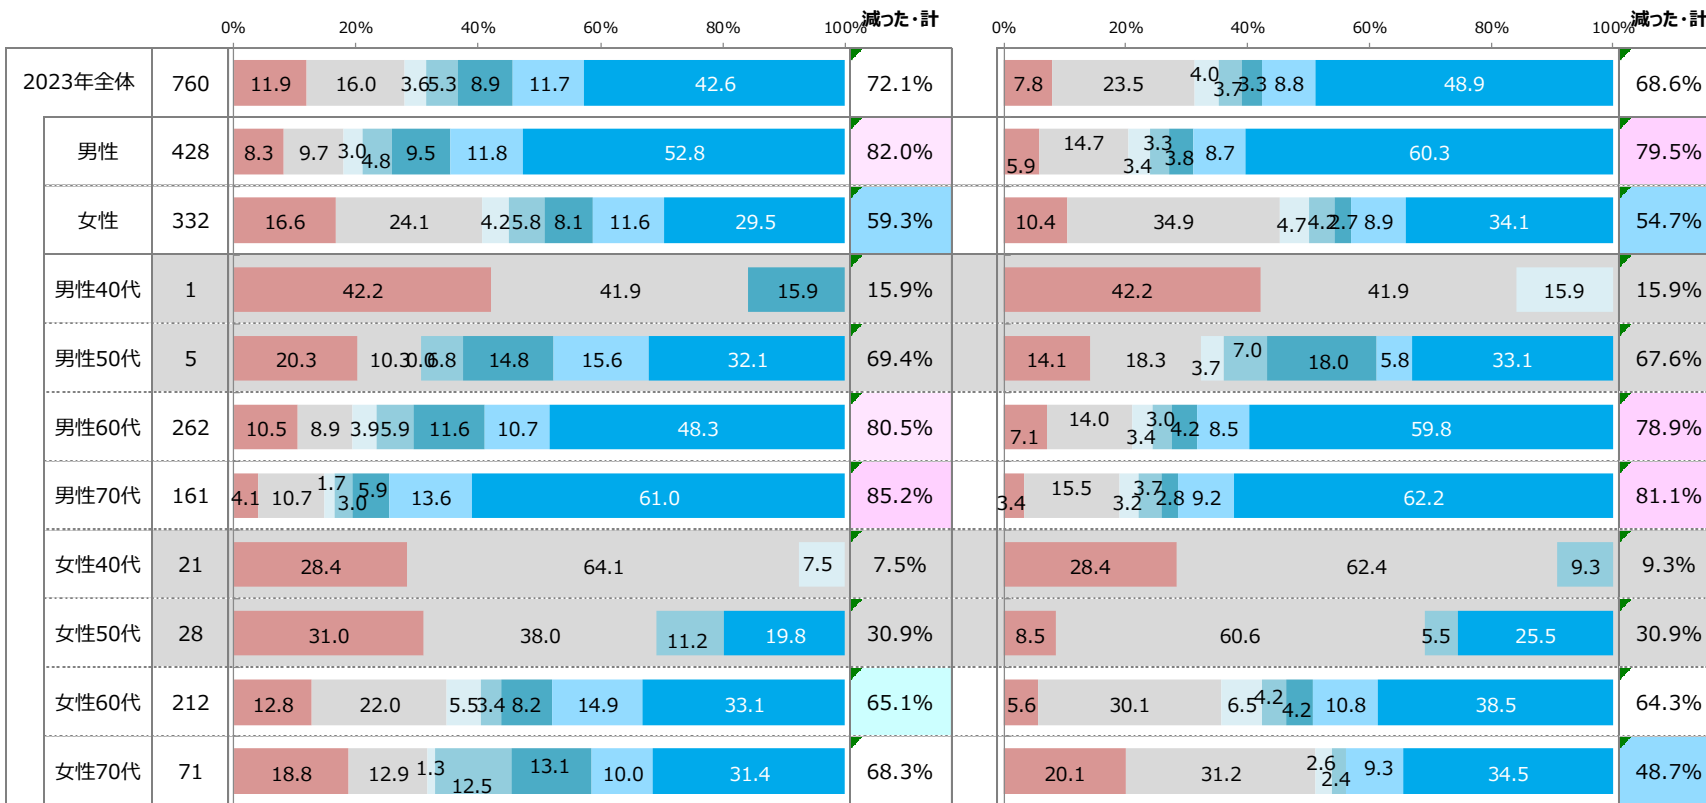 0% 20% 40% 60% 80% 100% 減った・計 0% 20% 40% 60% 80% 100% 減った・計
2023年全体 760 11.9 16.0 3.6 5.3 8.9 11.7 42.6 72.1% 7.8 23.5 4.0 3.7 3.3 8.8 48.9 68.6%
男性 428 8.3 9.7 3.0 4.8 9.5 11.8 52.8 82.0% 5.9 14.7 3.4 3.3 3.8 8.7 60.3 79.5%
女性 332 16.6 24.1 4.2 5.8 8.1 11.6 29.5 59.3% 10.4 34.9 4.7 4.2 2.7 8.9 34.1 54.7%
男性40代 1 42.2 41.9 15.9 15.9% 42.2 41.9 15.9 15.9%
男性50代 5 20.3 10.3 0.0 6.8 14.8 15.6 32.1 69.4% 14.1 18.3 3.7 7.0 18.0 5.8 33.1 67.6%
男性60代 262 10.5 8.9 3.9 5.9 11.6 10.7 48.3 80.5% 7.1 14.0 3.4 3.0 4.2 8.5 59.8 78.9%
男性70代 161 4.1 10.7 1.7 3.0 5.9 13.6 61.0 85.2% 3.4 15.5 3.2 3.7 2.8 9.2 62.2 81.1%
女性40代 21 28.4 64.1 7.5 7.5% 28.4 62.4 9.3 9.3%
女性50代 28 31.0 38.0 11.2 19.8 30.9% 8.5 60.6 5.5 25.5 30.9%
女性60代 212 12.8 22.0 5.5 3.4 8.2 14.9 33.1 65.1% 5.6 30.1 6.5 4.2 4.2 10.8 38.5 64.3%
女性70代 71 18.8 12.9 1.3 12.5 13.1 10.0 31.4 68.3% 20.1 31.2 2.6 2.4 9.3 34.5 48.7%